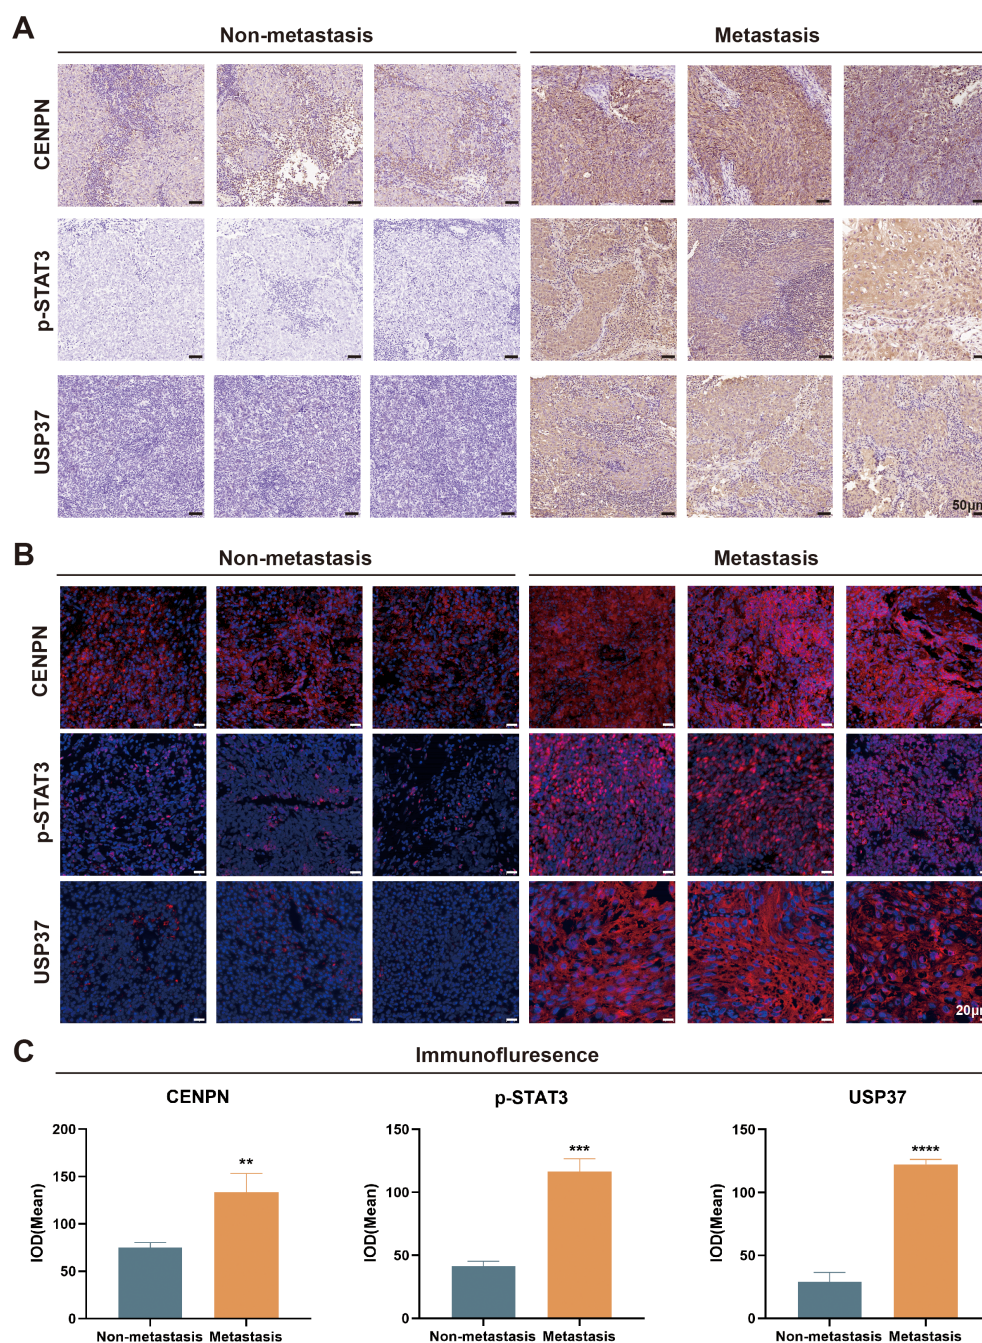 A
Non-metastasis
Metastasis
CENPN
p-STAT3
USP37
50μm
B
Non-metastasis
Metastasis
CENPN
p-STAT3
USP37
20μm
C
Immunofluresence
CENPN
p-STAT3
USP37
IOD(Mean)
200
150
100
50
0
**
Non-metastasis
Metastasis
IOD(Mean)
150
100
50
0
***
Non-metastasis
Metastasis
IOD(Mean)
150
100
50
0
****
Non-metastasis
Metastasis